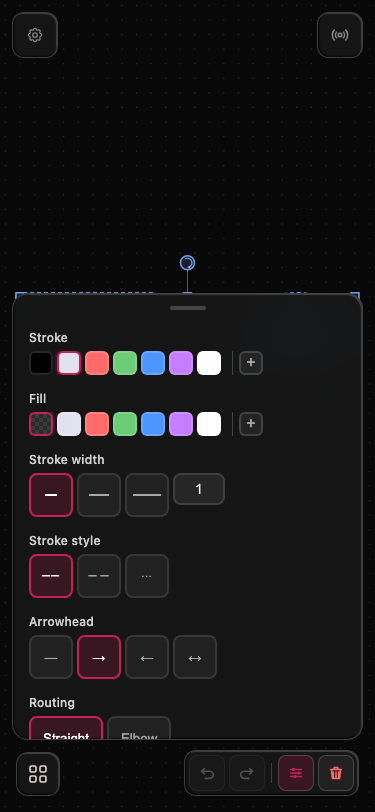 Stroke
Fill
Stroke width
1
Stroke style
Arrowhead
Routing
Straight Elbow